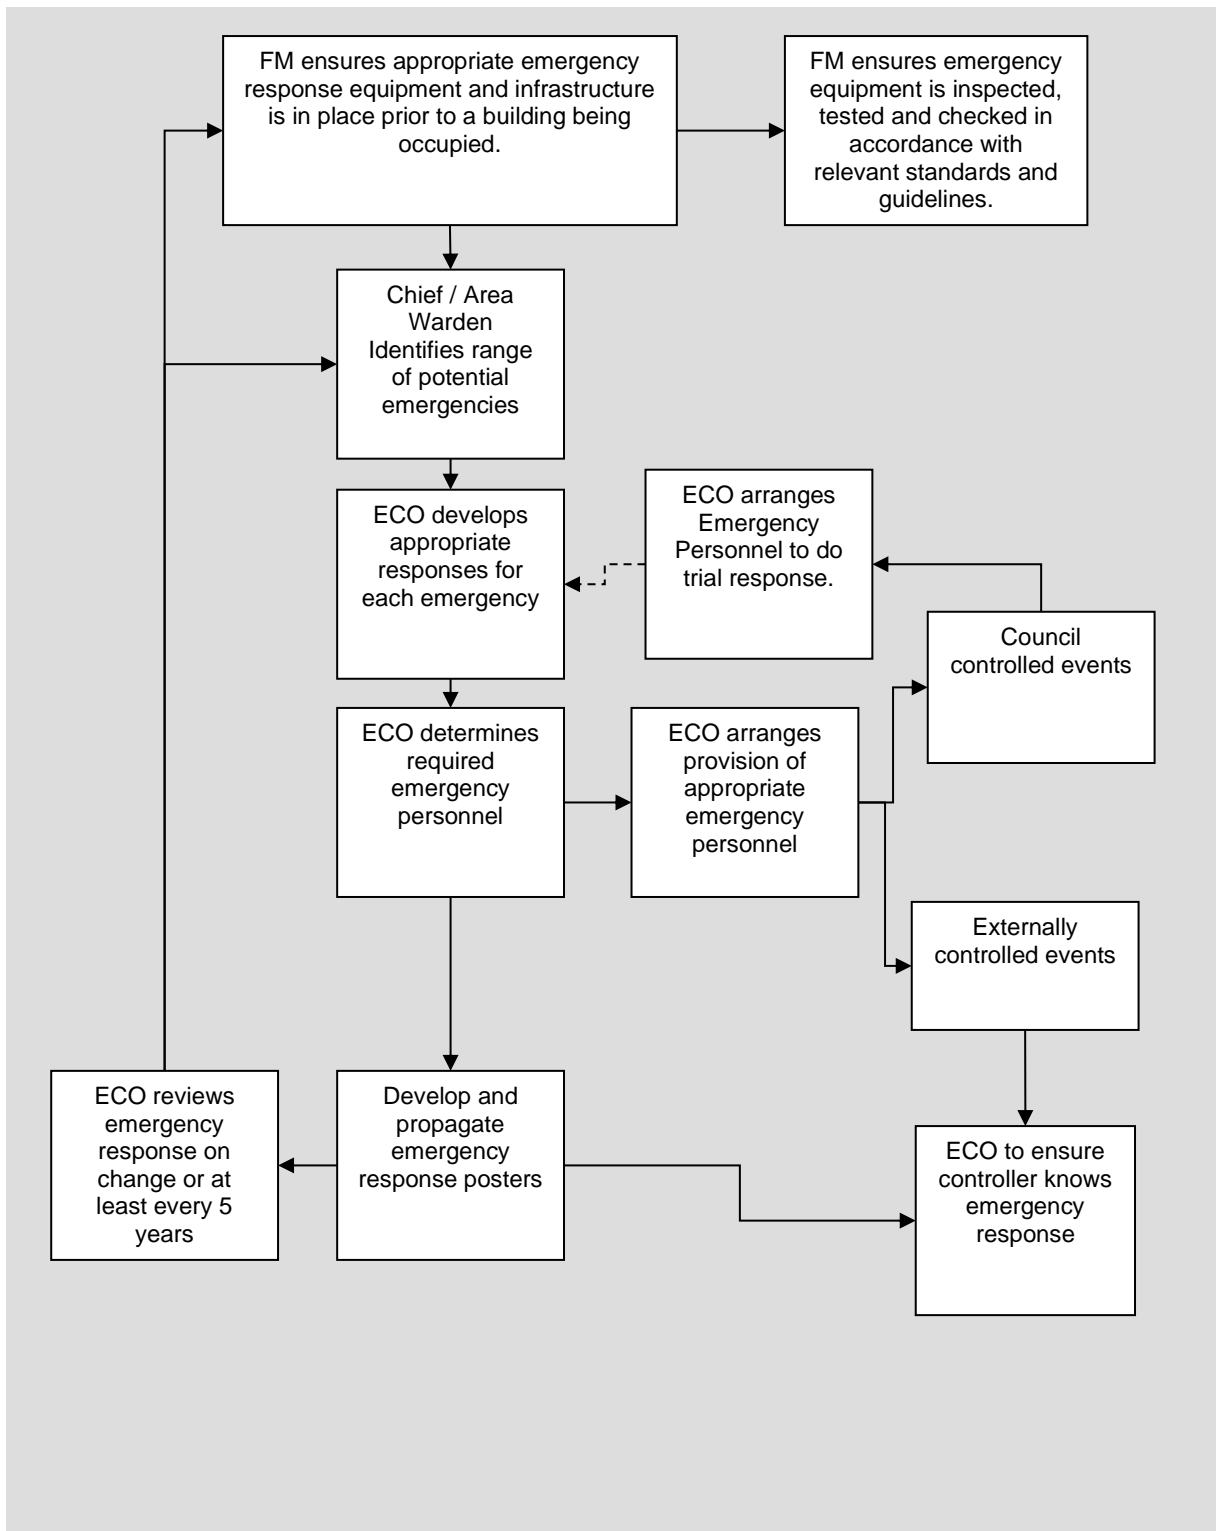 FM ensures appropriate emergency
response equipment and infrastructure
is in place prior to a building being
occupied.
FM ensures emergency
equipment is inspected,
tested and checked in
accordance with
relevant standards and
guidelines.
Chief / Area
Warden
Identifies range
of potential
emergencies
ECO develops
appropriate
responses for
each emergency
ECO arranges
Emergency
Personnel to do
trial response.
Council
controlled events
ECO determines
required
emergency
personnel
ECO arranges
provision of
appropriate
emergency
personnel
Externally
controlled events
ECO reviews
emergency
response on
change or at
least every 5
years
Develop and
propagate
emergency
response posters
ECO to ensure
controller knows
emergency
response